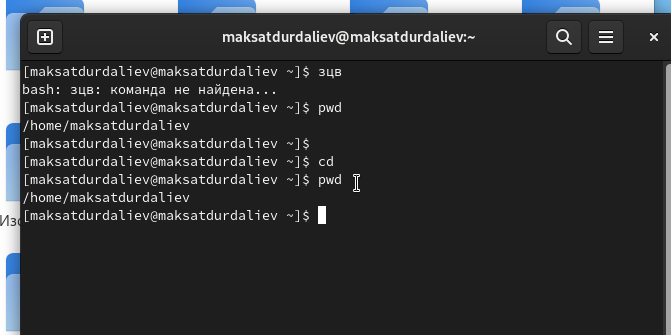 maksatdurdaliev@maksatdurdaliev:~
[maksatdurdaliev@maksatdurdaliev ~]$ зцв
bash: зцв: команда не найдена...
[maksatdurdaliev@maksatdurdaliev ~]$ pwd
/home/maksatdurdaliev
[maksatdurdaliev@maksatdurdaliev ~]$
[maksatdurdaliev@maksatdurdaliev ~]$ cd
[maksatdurdaliev@maksatdurdaliev ~]$ pwd
/home/maksatdurdaliev
[maksatdurdaliev@maksatdurdaliev ~]$